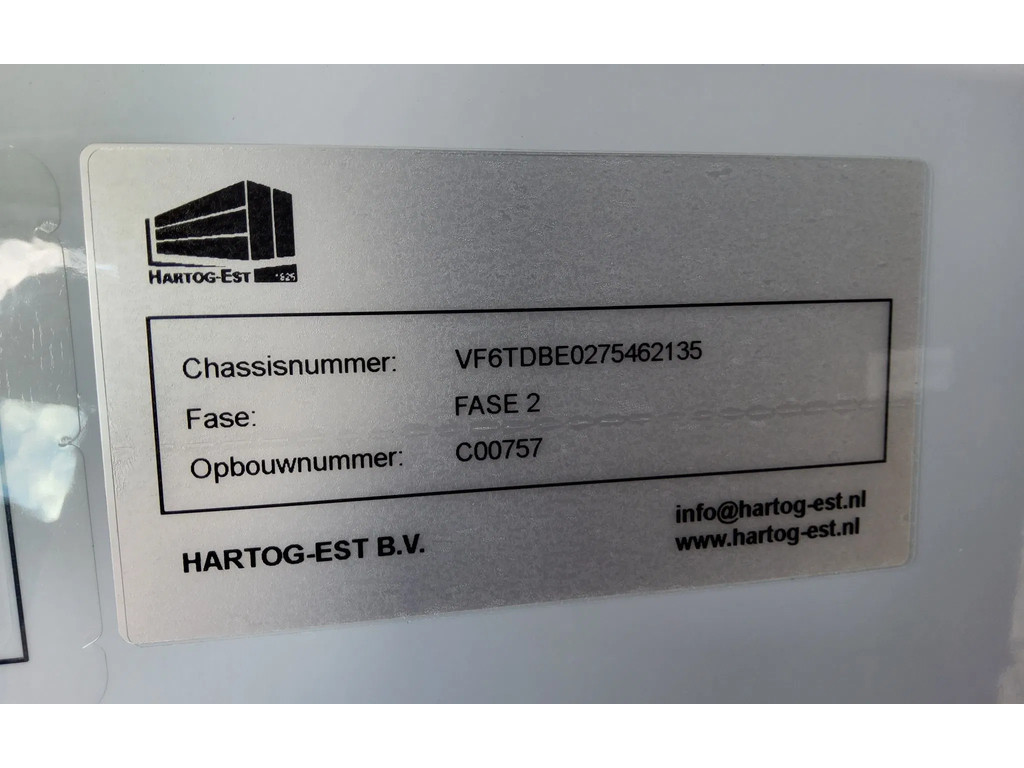 HARTOG-EST
Chassisnummer: VF6TDBE0275462135
Fase: FASE 2
Opbouwnummer: C00757
HARTOG-EST B.V.
info@hartog-est.nl
www.hartog-est.nl